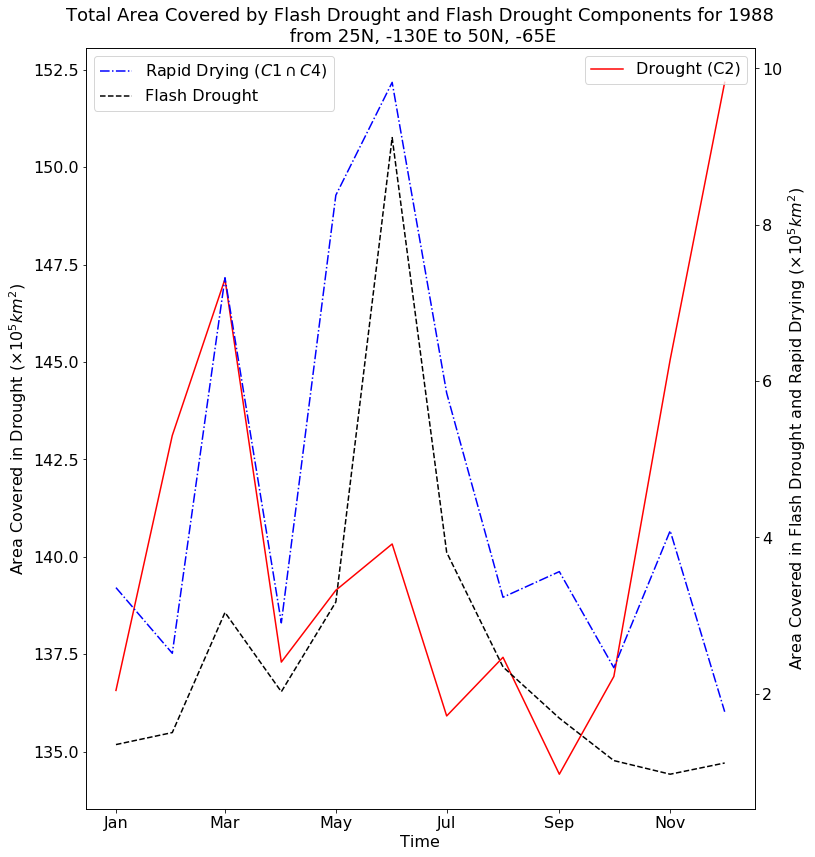 Total Area Covered by Flash Drought and Flash Drought Components for 1988
from 25N, -130E to 50N, -65E
Rapid Drying (C1 ∩ C4)
Flash Drought
Drought (C2)
152.5
150.0
147.5
145.0
142.5
140.0
137.5
135.0
Area Covered in Drought (×10⁵km²)
10
8
6
4
2
Area Covered in Flash Drought and Rapid Drying (×10⁵km²)
Jan Mar May Jul Sep Nov
Time